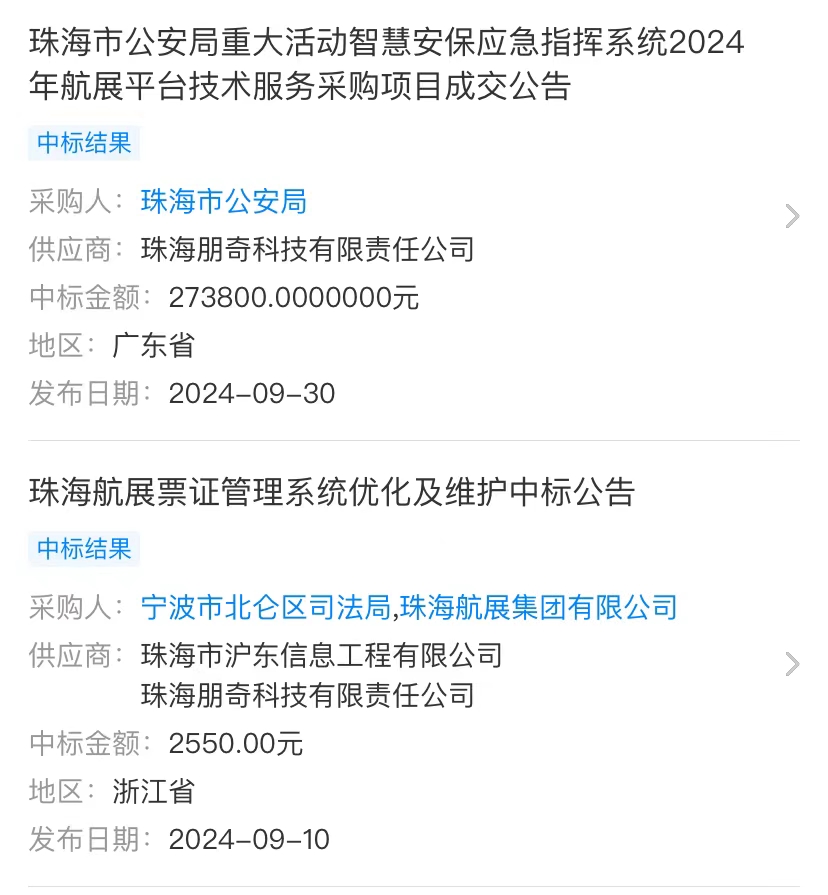 珠海市公安局重大活动智慧安保应急指挥系统2024
年航展平台技术服务采购项目成交公告
中标结果
采购人： 珠海市公安局
供应商： 珠海朋奇科技有限责任公司
中标金额： 273800.0000000元
地区： 广东省
发布日期： 2024-09-30
珠海航展票证管理系统优化及维护中标公告
中标结果
采购人： 宁波市北仑区司法局,珠海航展集团有限公司
供应商： 珠海市沪东信息工程有限公司
珠海朋奇科技有限责任公司
中标金额： 2550.00元
地区： 浙江省
发布日期： 2024-09-10